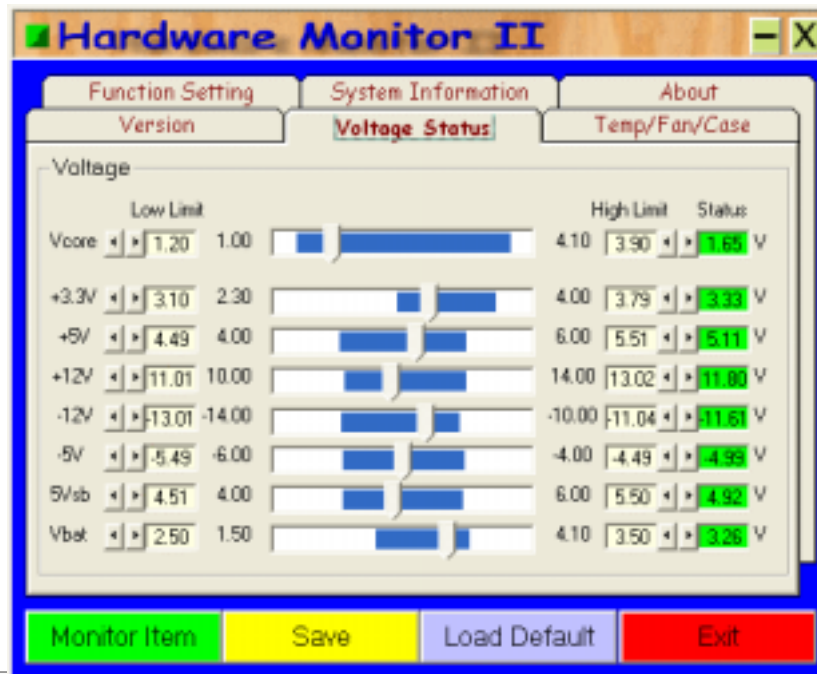 Hardware Monitor II
Function Setting System Information About
Version Voltage Status Temp/Fan/Case
Voltage
Low Limit High Limit Status
Vcore 1.20 1.00 4.10 3.90 1.65 V
+3.3V 3.10 2.30 4.00 3.79 3.33 V
+5V 4.49 4.00 6.00 5.51 5.11 V
+12V 11.01 10.00 14.00 13.02 11.80 V
-12V -13.01 -14.00 -10.00 -11.04 -11.61 V
-5V -5.49 -6.00 -4.00 -4.49 -4.99 V
5Vsb 4.51 4.00 6.00 5.50 4.92 V
Vbat 2.50 1.50 4.10 3.50 3.26 V
Monitor Item Save Load Default Exit